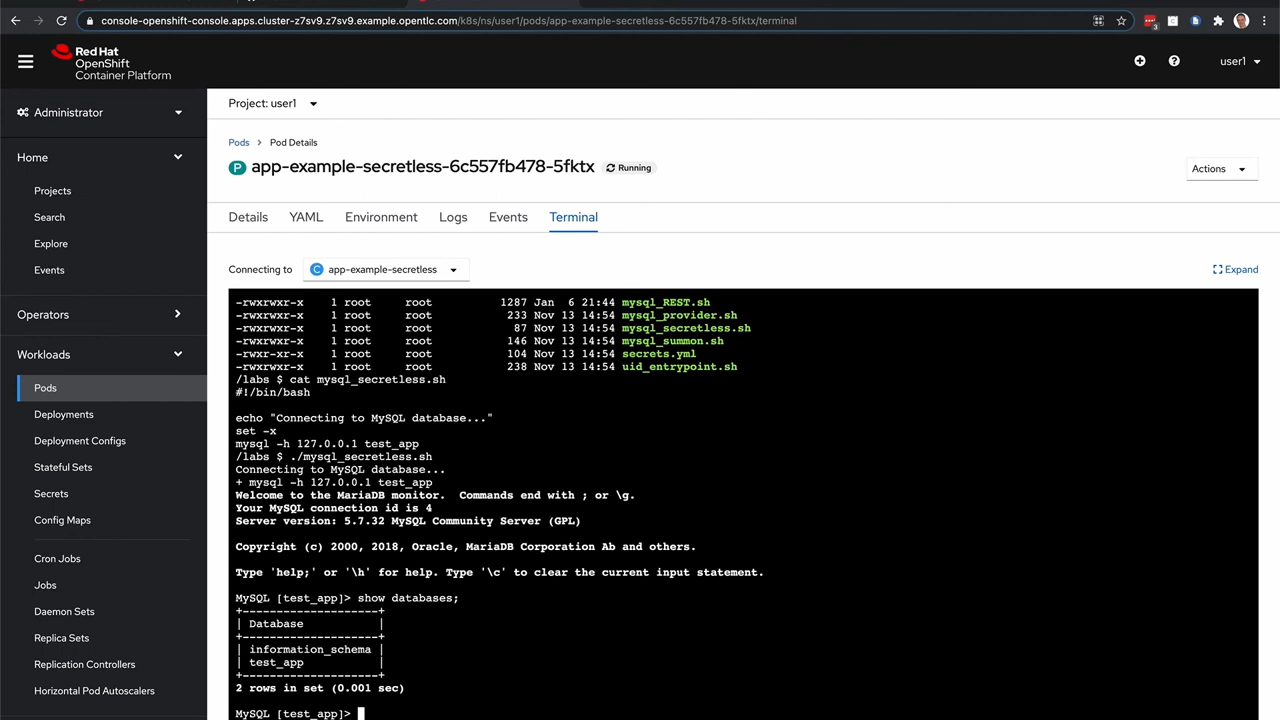 console-openshift-console.apps.cluster-z7sv9.z7sv9.example.opentlc.com/k8s/ns/user1/pods/app-example-secretless-6c557fb478-5fktx/terminal
3
Red Hat
OpenShift
Container Platform
user1
Administrator
Home
Projects
Search
Explore
Events
Operators
Workloads
Pods
Deployments
Deployment Configs
Stateful Sets
Secrets
Config Maps
Cron Jobs
Jobs
Daemon Sets
Replica Sets
Replication Controllers
Horizontal Pod Autoscalers
Project: user1
Pods > Pod Details
P app-example-secretless-6c557fb478-5fktx Running
Actions
Details YAML Environment Logs Events Terminal
Connecting to C app-example-secretless
Expand
-rwxrwxr-x 1 root root 1287 Jan 6 21:44 mysql_REST.sh
-rwxrwxr-x 1 root root 233 Nov 13 14:54 mysql_provider.sh
-rwxrwxr-x 1 root root 87 Nov 13 14:54 mysql_secretless.sh
-rwxrwxr-x 1 root root 146 Nov 13 14:54 mysql_summon.sh
-rwxr-xr-x 1 root root 104 Nov 13 14:54 secrets.yml
-rwxrwxr-x 1 root root 238 Nov 13 14:54 uid_entrypoint.sh
/labs $ cat mysql_secretless.sh
#!/bin/bash
echo "Connecting to MySQL database..."
set -x
mysql -h 127.0.0.1 test_app
/labs $ ./mysql_secretless.sh
Connecting to MySQL database...
+ mysql -h 127.0.0.1 test_app
Welcome to the MariaDB monitor. Commands end with ; or \g.
Your MySQL connection id is 4
Server version: 5.7.32 MySQL Community Server (GPL)
Copyright (c) 2000, 2018, Oracle, MariaDB Corporation Ab and others.
Type 'help;' or '\h' for help. Type '\c' to clear the current input statement.
MySQL [test_app]> show databases;
+--------------------+
| Database |
+--------------------+
| information_schema |
| test_app |
+--------------------+
2 rows in set (0.001 sec)
MySQL [test_app]>